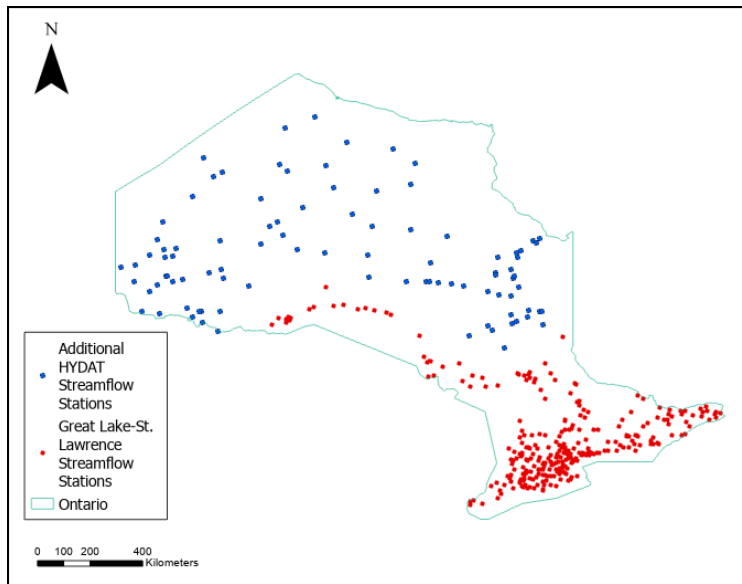 N
Additional
HYDAT
Streamflow
Stations
Great Lake-St.
Lawrence
Streamflow
Stations
Ontario
0 100 200 400
Kilometers